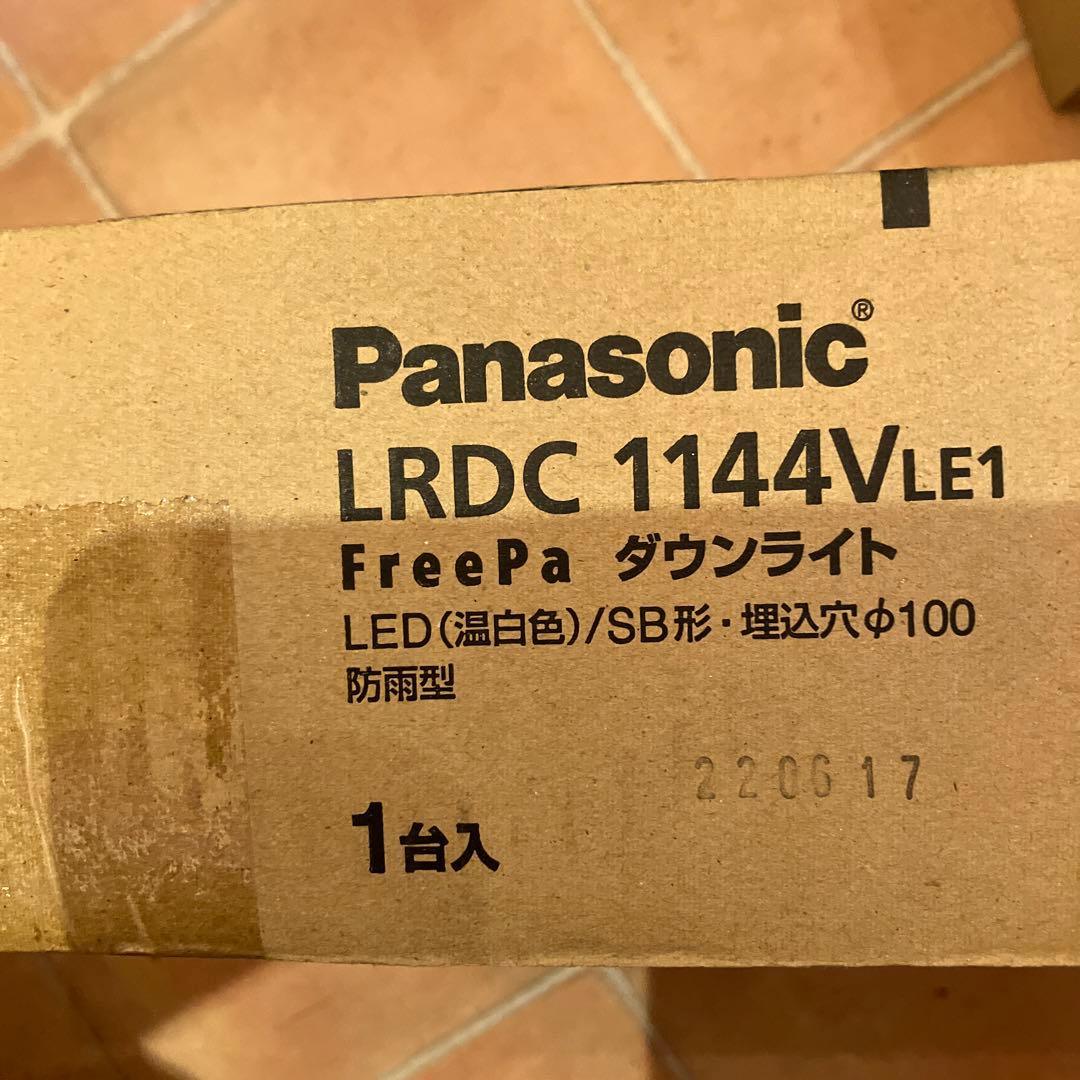 Panasonic®
LRDC 1144VLE1
FreePa ダウンライト
LED(温白色)/SB形・埋込穴φ100
防雨型
220617
1台入